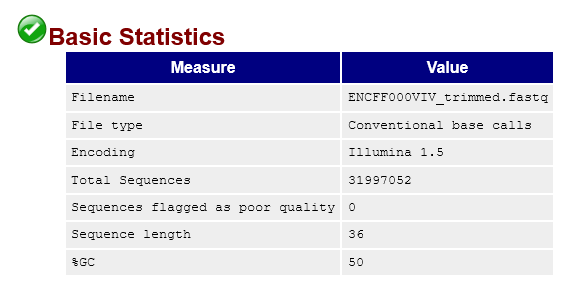 Basic Statistics
Measure Value
Filename ENCFF000VIV_trimmed.fastq
File type Conventional base calls
Encoding Illumina 1.5
Total Sequences 31997052
Sequences flagged as poor quality 0
Sequence length 36
%GC 50